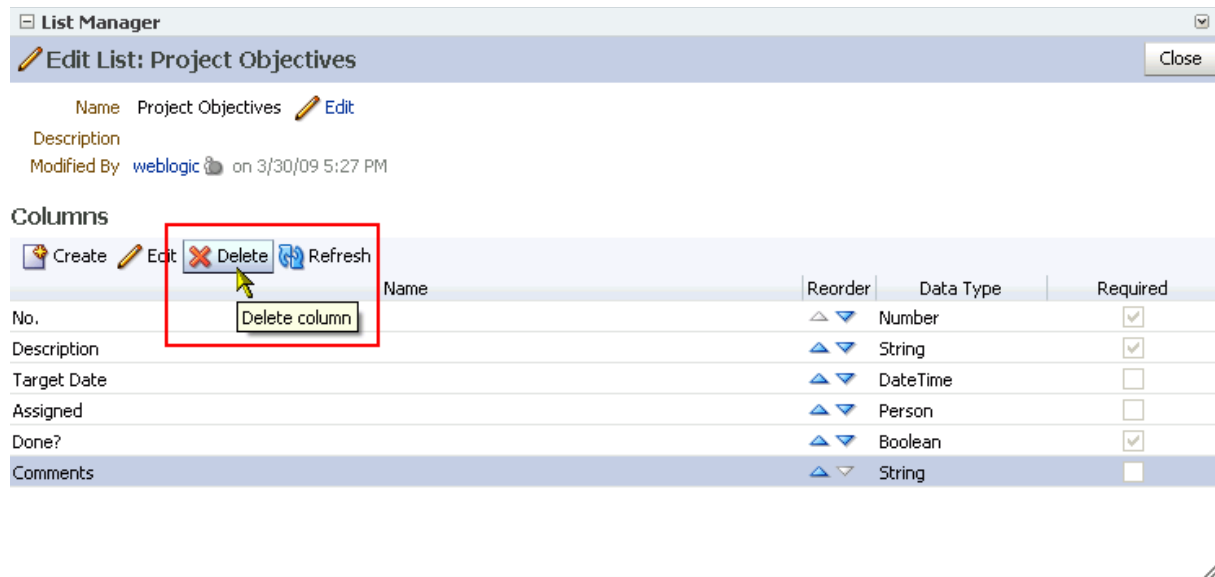 List Manager
Edit List: Project Objectives Close
Name Project Objectives Edit
Description
Modified By weblogic on 3/30/09 5:27 PM
Columns
Create Edit Delete Refresh
Name Reorder Data Type Required
Delete column
No. Number
Description String
Target Date DateTime
Assigned Person
Done? Boolean
Comments String